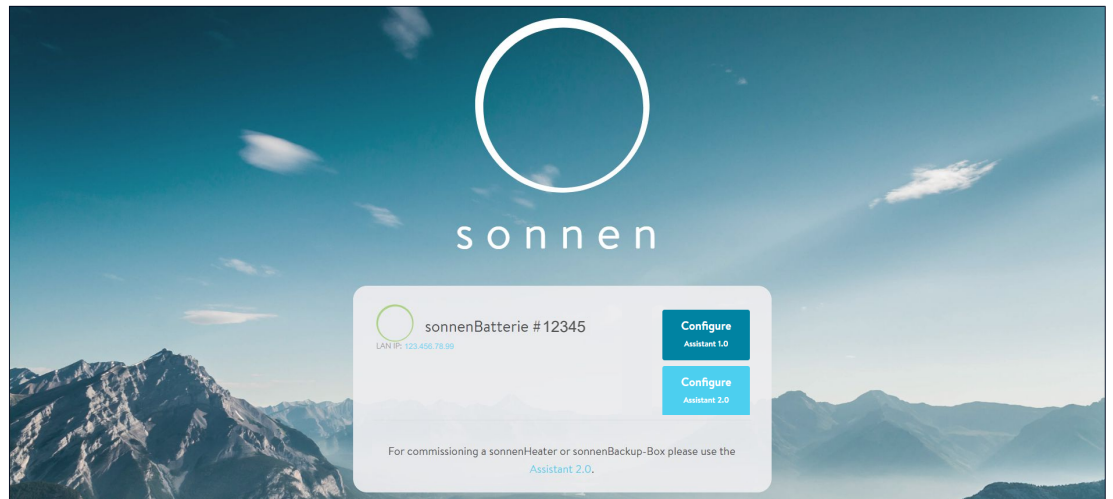 sonnen
sonnenBatterie #12345
LAN IP: 123.456.78.99
Configure
Assistant 1.0
Configure
Assistant 2.0
For commissioning a sonnenHeater or sonnenBackup-Box please use the
Assistant 2.0.